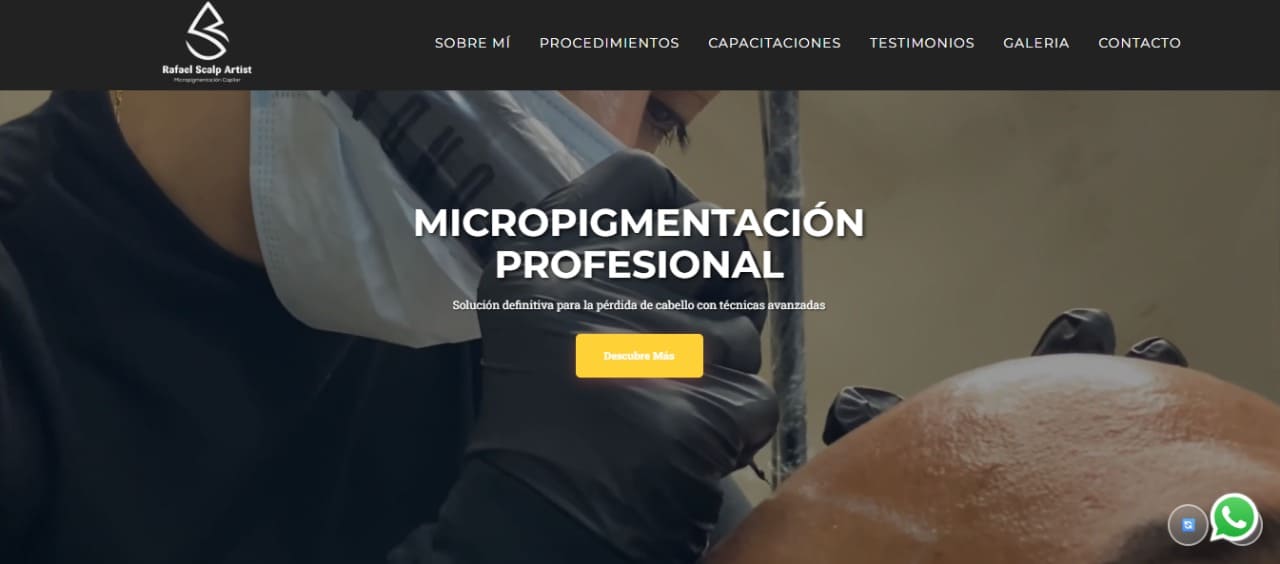 Rafael Scalp Artist
Micropigmentación Capilar
SOBRE MÍ PROCEDIMIENTOS CAPACITACIONES TESTIMONIOS GALERIA CONTACTO
MICROPIGMENTACIÓN
PROFESIONAL
Solución definitiva para la pérdida de cabello con técnicas avanzadas
Descubre Más